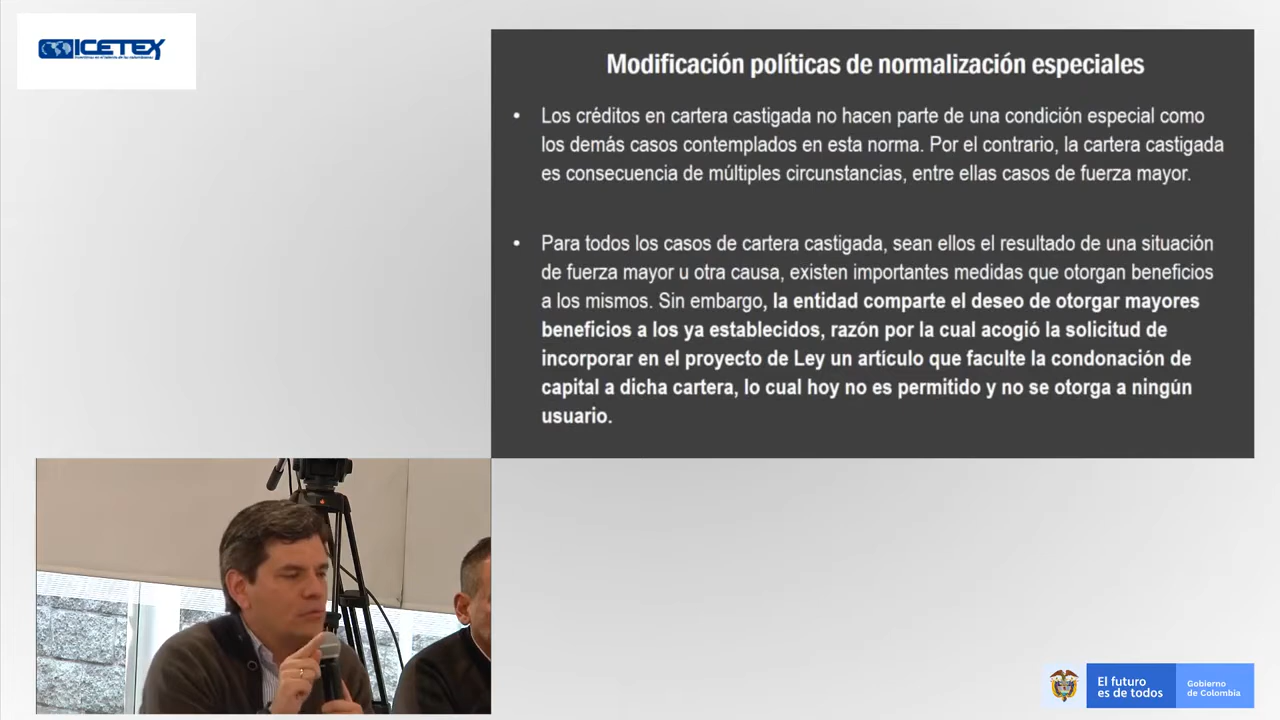 ICETEX
Modificación políticas de normalización especiales
• Los créditos en cartera castigada no hacen parte de una condición especial como
los demás casos contemplados en esta norma. Por el contrario, la cartera castigada
es consecuencia de múltiples circunstancias, entre ellas casos de fuerza mayor.
• Para todos los casos de cartera castigada, sean ellos el resultado de una situación
de fuerza mayor u otra causa, existen importantes medidas que otorgan beneficios
a los mismos. Sin embargo, la entidad comparte el deseo de otorgar mayores
beneficios a los ya establecidos, razón por la cual acogió la solicitud de
incorporar en el proyecto de Ley un artículo que faculte la condonación de
capital a dicha cartera, lo cual hoy no es permitido y no se otorga a ningún
usuario.
El futuro
es de todos
Gobierno
de Colombia